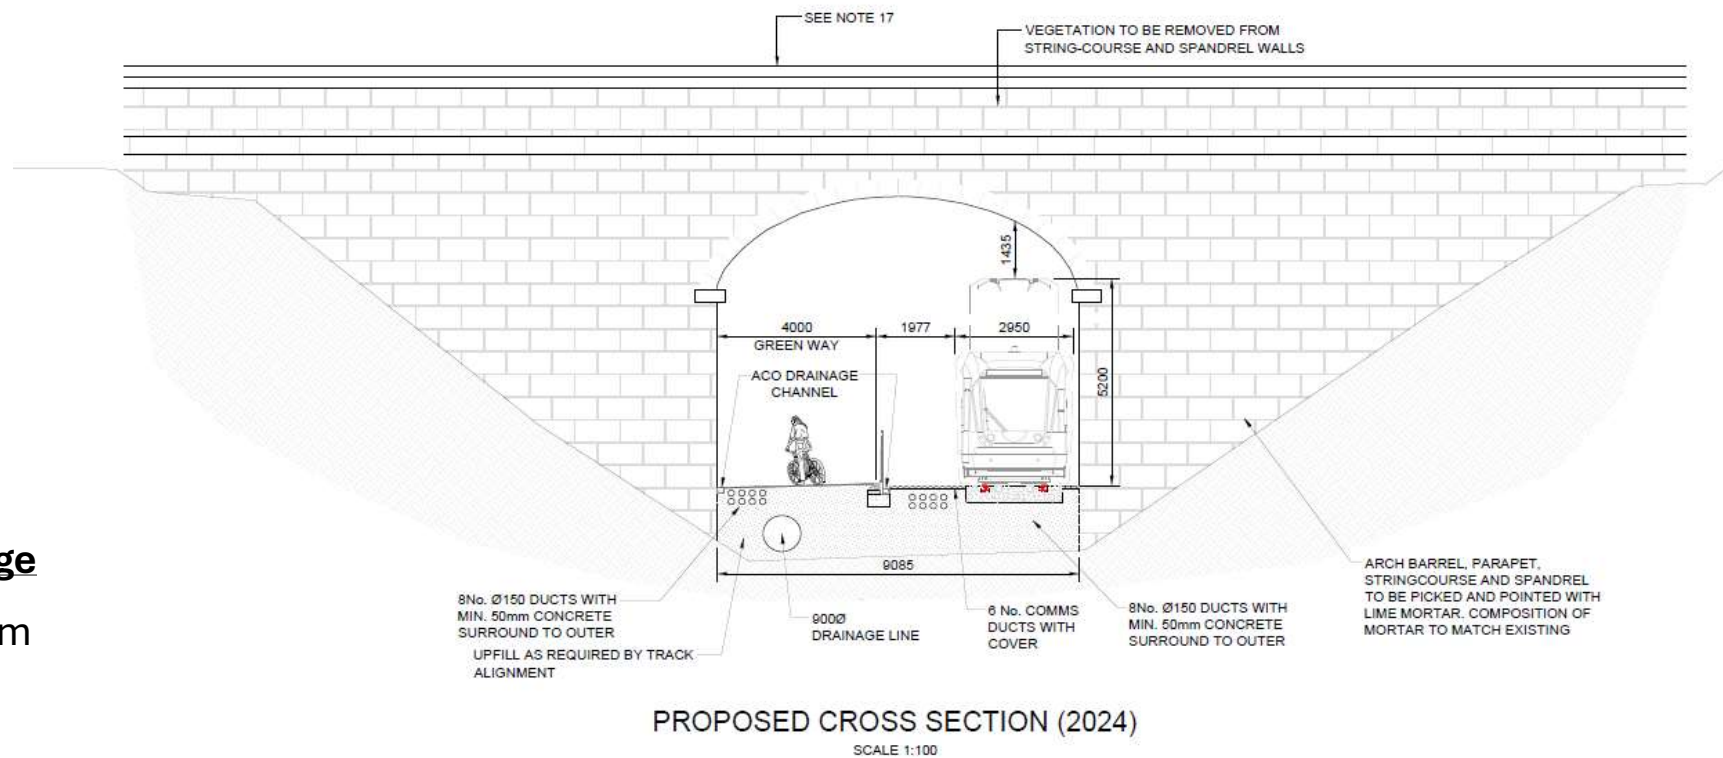 SEE NOTE 17
VEGETATION TO BE REMOVED FROM
STRING-COURSE AND SPANDREL WALLS
1435
4000
1977
2950
GREEN WAY
ACO DRAINAGE
CHANNEL
5200
ge
m
9085
8No. Ø150 DUCTS WITH
MIN. 50mm CONCRETE
SURROUND TO OUTER
UPFILL AS REQUIRED BY TRACK
ALIGNMENT
900Ø
DRAINAGE LINE
6 No. COMMS
DUCTS WITH
COVER
8No. Ø150 DUCTS WITH
MIN. 50mm CONCRETE
SURROUND TO OUTER
ARCH BARREL, PARAPET,
STRINGCOURSE AND SPANDREL
TO BE PICKED AND POINTED WITH
LIME MORTAR. COMPOSITION OF
MORTAR TO MATCH EXISTING
PROPOSED CROSS SECTION (2024)
SCALE 1:100